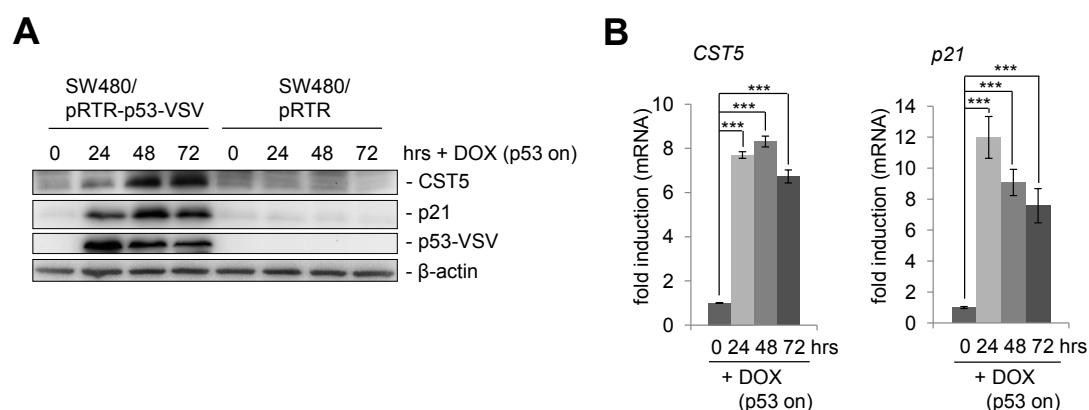 A
SW480/
pRTR-p53-VSV
SW480/
pRTR
0 24 48 72 0 24 48 72 hrs + DOX (p53 on)
- CST5
- p21
- p53-VSV
- β-actin
B
CST5
fold induction (mRNA)
10
8
6
4
2
0
***
***
***
0 24 48 72 hrs
+ DOX
(p53 on)
p21
fold induction (mRNA)
14
12
10
8
6
4
2
0
***
***
***
0 24 48 72 hrs
+ DOX
(p53 on)